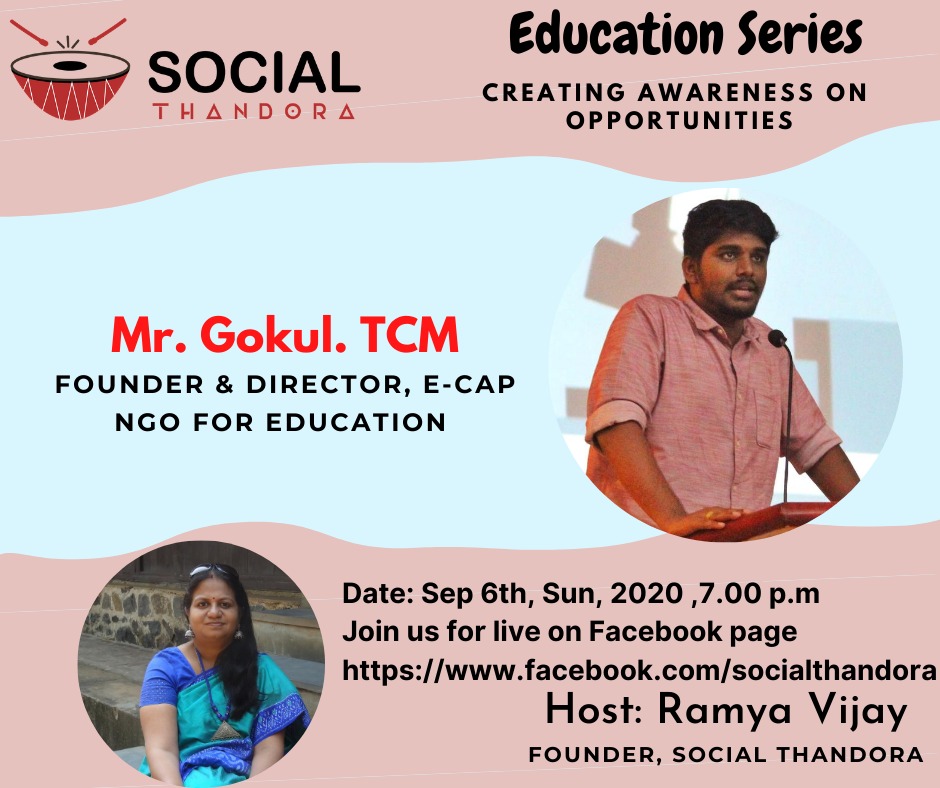 SOCIAL
THANDORA
Education Series
CREATING AWARENESS ON
OPPORTUNITIES
Mr. Gokul. TCM
FOUNDER & DIRECTOR, E-CAP
NGO FOR EDUCATION
Date: Sep 6th, Sun, 2020 ,7.00 p.m
Join us for live on Facebook page
https://www.facebook.com/socialthandora
Host: Ramya Vijay
FOUNDER, SOCIAL THANDORA